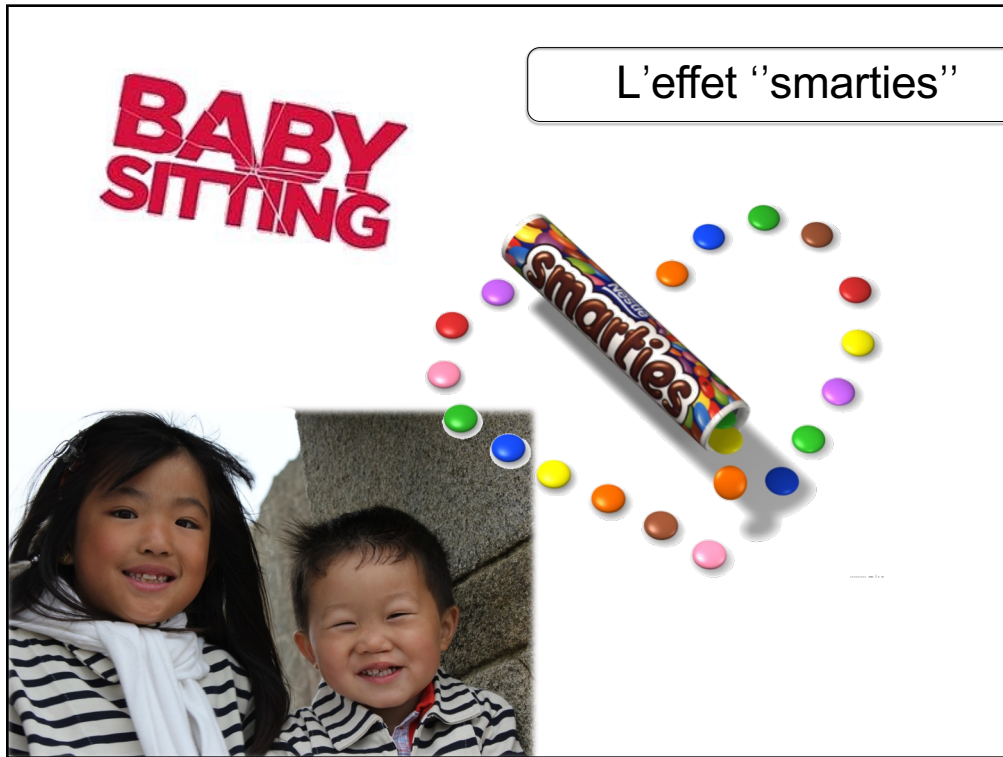 L'effet ‘’smarties’’
BABY
SITTING
Nestlé
smarties